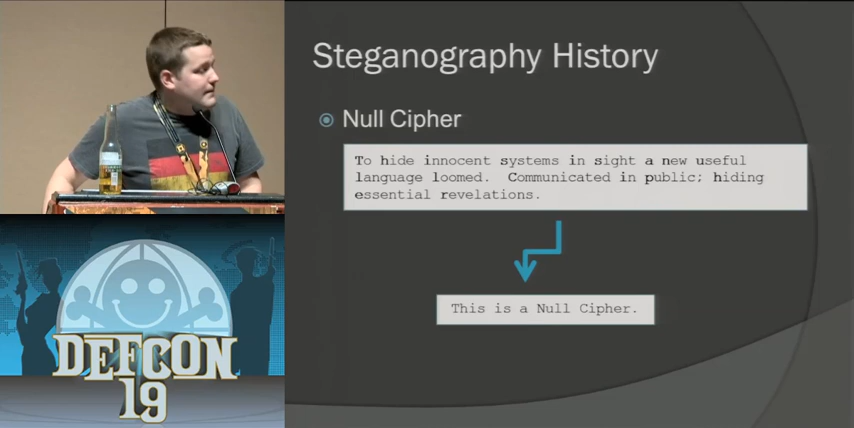 Steganography History
Null Cipher
To hide innocent systems in sight a new useful
language loomed.  Communicated in public; hiding
essential revelations.
This is a Null Cipher.
DEFCON
19